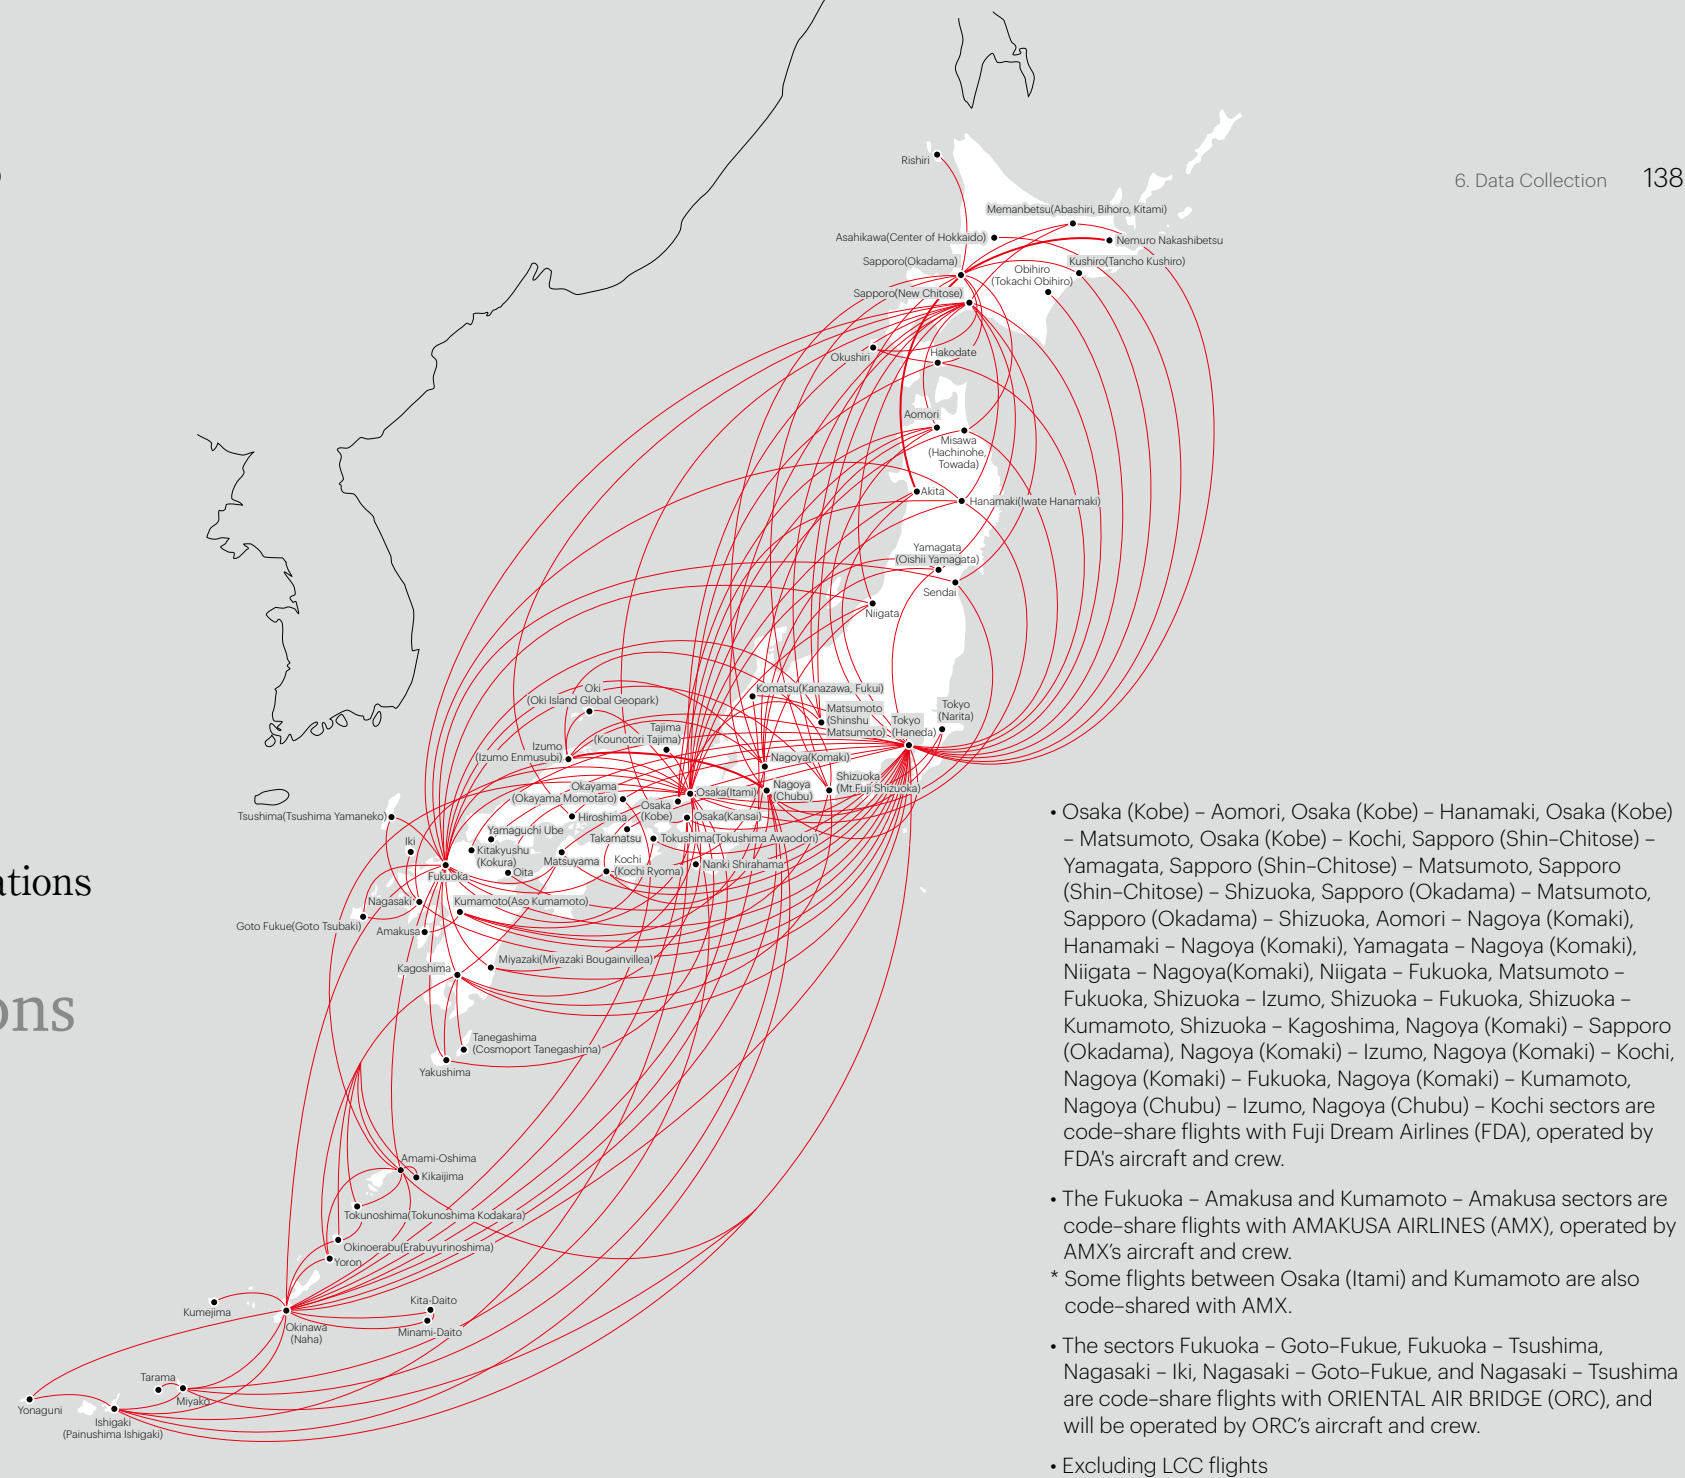 6. Data Collection 138
ations
ons
Rishiri
Memanbetsu(Abashiri, Bihoro, Kitami)
Asahikawa(Center of Hokkaido)
Nemuro Nakashibetsu
Sapporo(Okadama)
Kushiro(Tancho Kushiro)
Obihiro
(Tokachi Obihiro)
Sapporo(New Chitose)
Okushiri
Hakodate
Aomori
Misawa
(Hachinohe,
Towada)
Akita
Hanamaki(Iwate Hanamaki)
Yamagata
(Oishii Yamagata)
Sendai
Niigata
Oki
(Oki Island Global Geopark)
Komatsu(Kanazawa, Fukui)
Matsumoto
(Shinshu
Matsumoto)
Tokyo
(Haneda)
Tokyo
(Narita)
Tajima
(Kounotori Tajima)
Izumo
(Izumo Enmusubi)
Nagoya(Komaki)
Nagoya
(Chubu)
Shizuoka
(Mt.Fuji Shizuoka)
Okayama
(Okayama Momotaro)
Osaka(Itami)
Osaka
(Kobe)
Osaka(Kansai)
Hiroshima
Tsushima(Tsushima Yamaneko)
Yamaguchi Ube
Takamatsu
Tokushima(Tokushima Awaodori)
Iki
Kitakyushu
(Kokura)
Matsuyama
Kochi
(Kochi Ryoma)
Nanki Shirahama
Fukuoka
Oita
Nagasaki
Kumamoto(Aso Kumamoto)
Goto Fukue(Goto Tsubaki)
Amakusa
Kagoshima
Miyazaki(Miyazaki Bougainvillea)
Tanegashima
(Cosmoport Tanegashima)
Yakushima
Amami-Oshima
Kikaijima
Tokunoshima(Tokunoshima Kodakara)
Okinoerabu(Erabuyurinoshima)
Yoron
Kumejima
Okinawa
(Naha)
Kita-Daito
Minami-Daito
Tarama
Miyako
Yonaguni
Ishigaki
(Painushima Ishigaki)
• Osaka (Kobe) – Aomori, Osaka (Kobe) – Hanamaki, Osaka (Kobe)
– Matsumoto, Osaka (Kobe) – Kochi, Sapporo (Shin-Chitose) –
Yamagata, Sapporo (Shin-Chitose) – Matsumoto, Sapporo
(Shin-Chitose) – Shizuoka, Sapporo (Okadama) – Matsumoto,
Sapporo (Okadama) – Shizuoka, Aomori – Nagoya (Komaki),
Hanamaki – Nagoya (Komaki), Yamagata – Nagoya (Komaki),
Niigata – Nagoya(Komaki), Niigata – Fukuoka, Matsumoto –
Fukuoka, Shizuoka – Izumo, Shizuoka – Fukuoka, Shizuoka –
Kumamoto, Shizuoka – Kagoshima, Nagoya (Komaki) – Sapporo
(Okadama), Nagoya (Komaki) – Izumo, Nagoya (Komaki) – Kochi,
Nagoya (Komaki) – Fukuoka, Nagoya (Komaki) – Kumamoto,
Nagoya (Chubu) – Izumo, Nagoya (Chubu) – Kochi sectors are
code-share flights with Fuji Dream Airlines (FDA), operated by
FDA's aircraft and crew.
• The Fukuoka – Amakusa and Kumamoto – Amakusa sectors are
code-share flights with AMAKUSA AIRLINES (AMX), operated by
AMX's aircraft and crew.
* Some flights between Osaka (Itami) and Kumamoto are also
code-shared with AMX.
• The sectors Fukuoka – Goto-Fukue, Fukuoka – Tsushima,
Nagasaki – Iki, Nagasaki – Goto-Fukue, and Nagasaki – Tsushima
are code-share flights with ORIENTAL AIR BRIDGE (ORC), and
will be operated by ORC's aircraft and crew.
• Excluding LCC flights